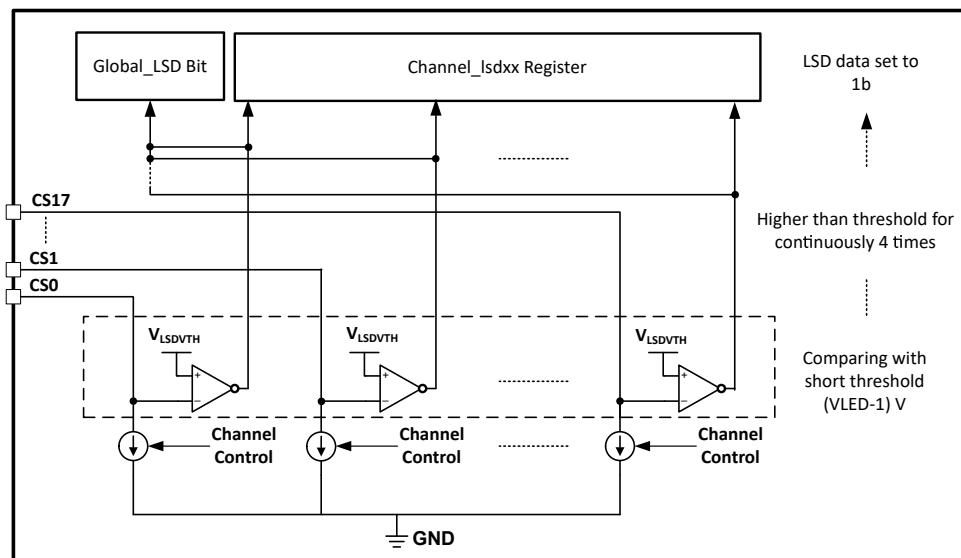 Global_LSD Bit
Channel_lsdxx Register
LSD data set to
1b
CS17
Higher than threshold for
continuously 4 times
CS1
CS0
VLSDVTH
VLSDVTH
VLSDVTH
+
−
+
−
+
−
Comparing with
short threshold
(VLED-1) V
Channel
Control
Channel
Control
Channel
Control
GND